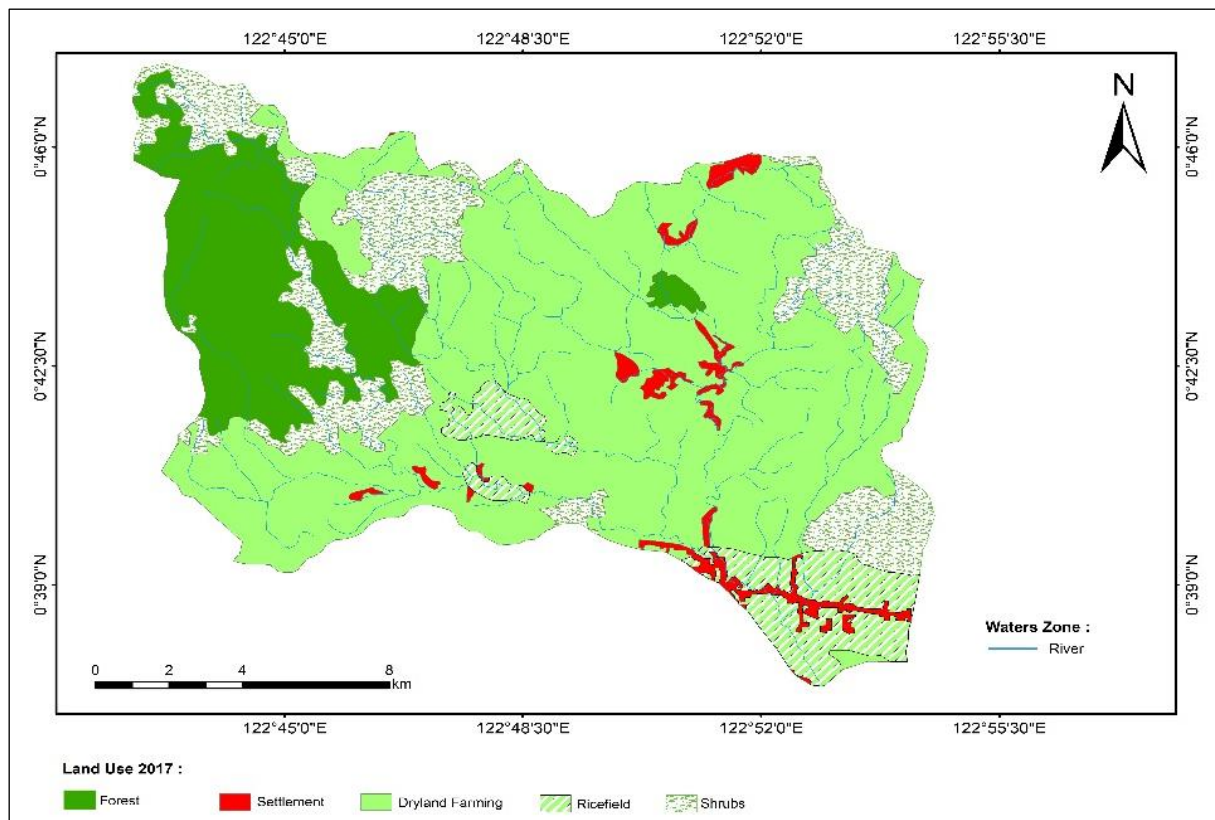 122°45'0"E 122°48'30"E 122°52'0"E 122°55'30"E
N
0°46'0"N 0°46'0"N
0°42'30"N 0°42'30"N
0°39'0"N 0°39'0"N
Waters Zone :
River
0 2 4 8
km
122°45'0"E 122°48'30"E 122°52'0"E 122°55'30"E
Land Use 2017 :
Forest Settlement Dryland Farming Ricefield Shrubs